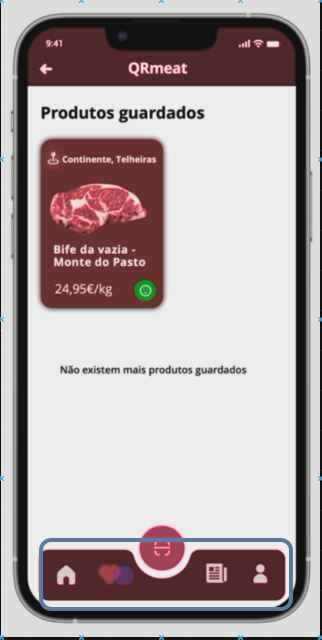 9:41
QRmeat
Produtos guardados
Continente, Telheiras
Bife da vazia -
Monte do Pasto
24,95€/kg
Não existem mais produtos guardados